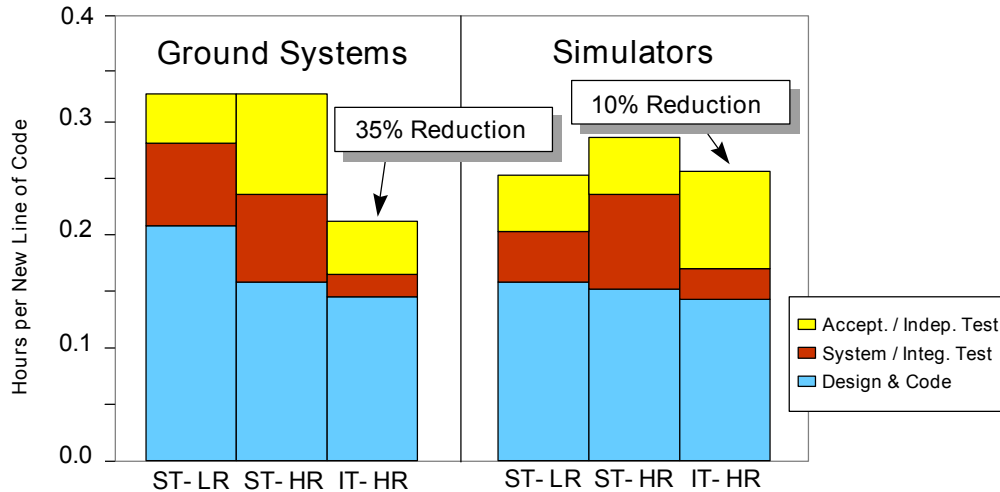 Ground Systems
Simulators
35% Reduction
10% Reduction
Hours per New Line of Code
0.4
0.3
0.2
0.1
0.0
ST- LR
ST- HR
IT- HR
ST- LR
ST- HR
IT- HR
Accept. / Indep. Test
System / Integ. Test
Design & Code